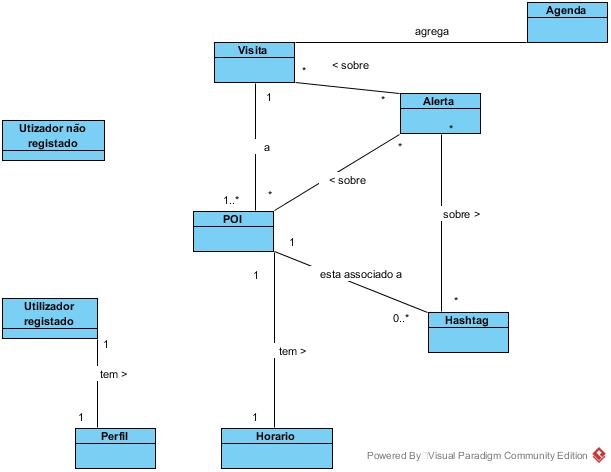 Agenda
agrega
Visita
< sobre
*
*
1
Alerta
*
Utizador não
registado
a
*
< sobre
1..*
*
POI
sobre >
1
1
esta associado a
*
Utilizador
registado
0..*
Hashtag
1
tem >
tem >
1
1
Perfil
Horario
Powered By Visual Paradigm Community Edition